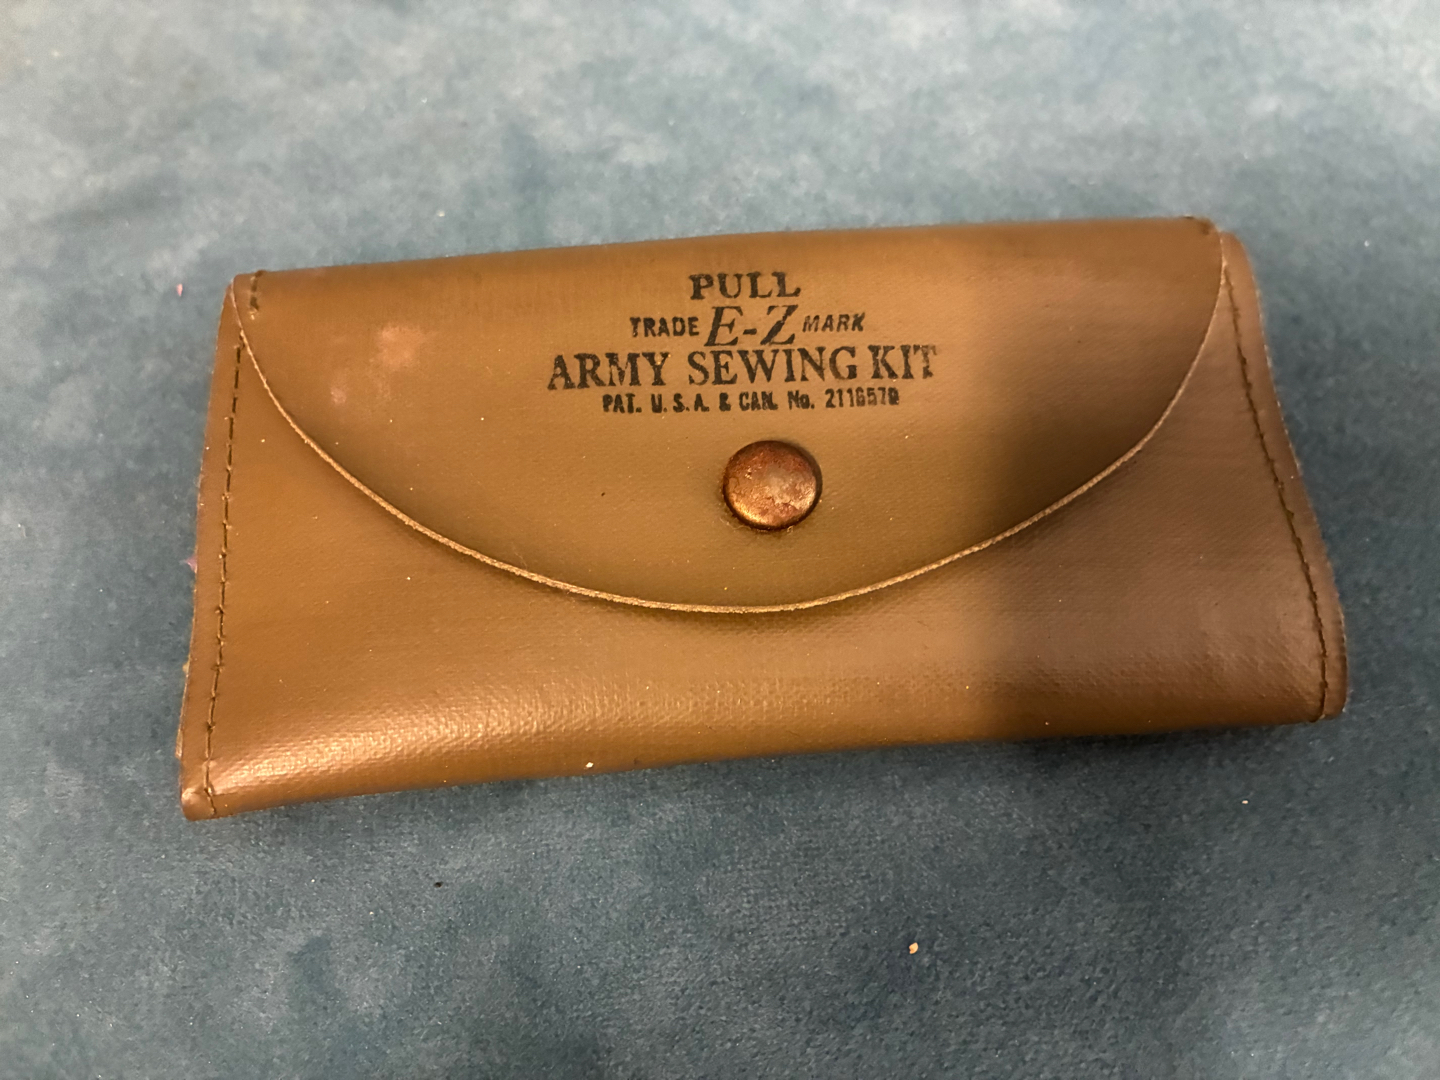 PULL
TRADE E-Z MARK
ARMY SEWING KIT
PAT. U.S.A. & CAN. No. 2116579